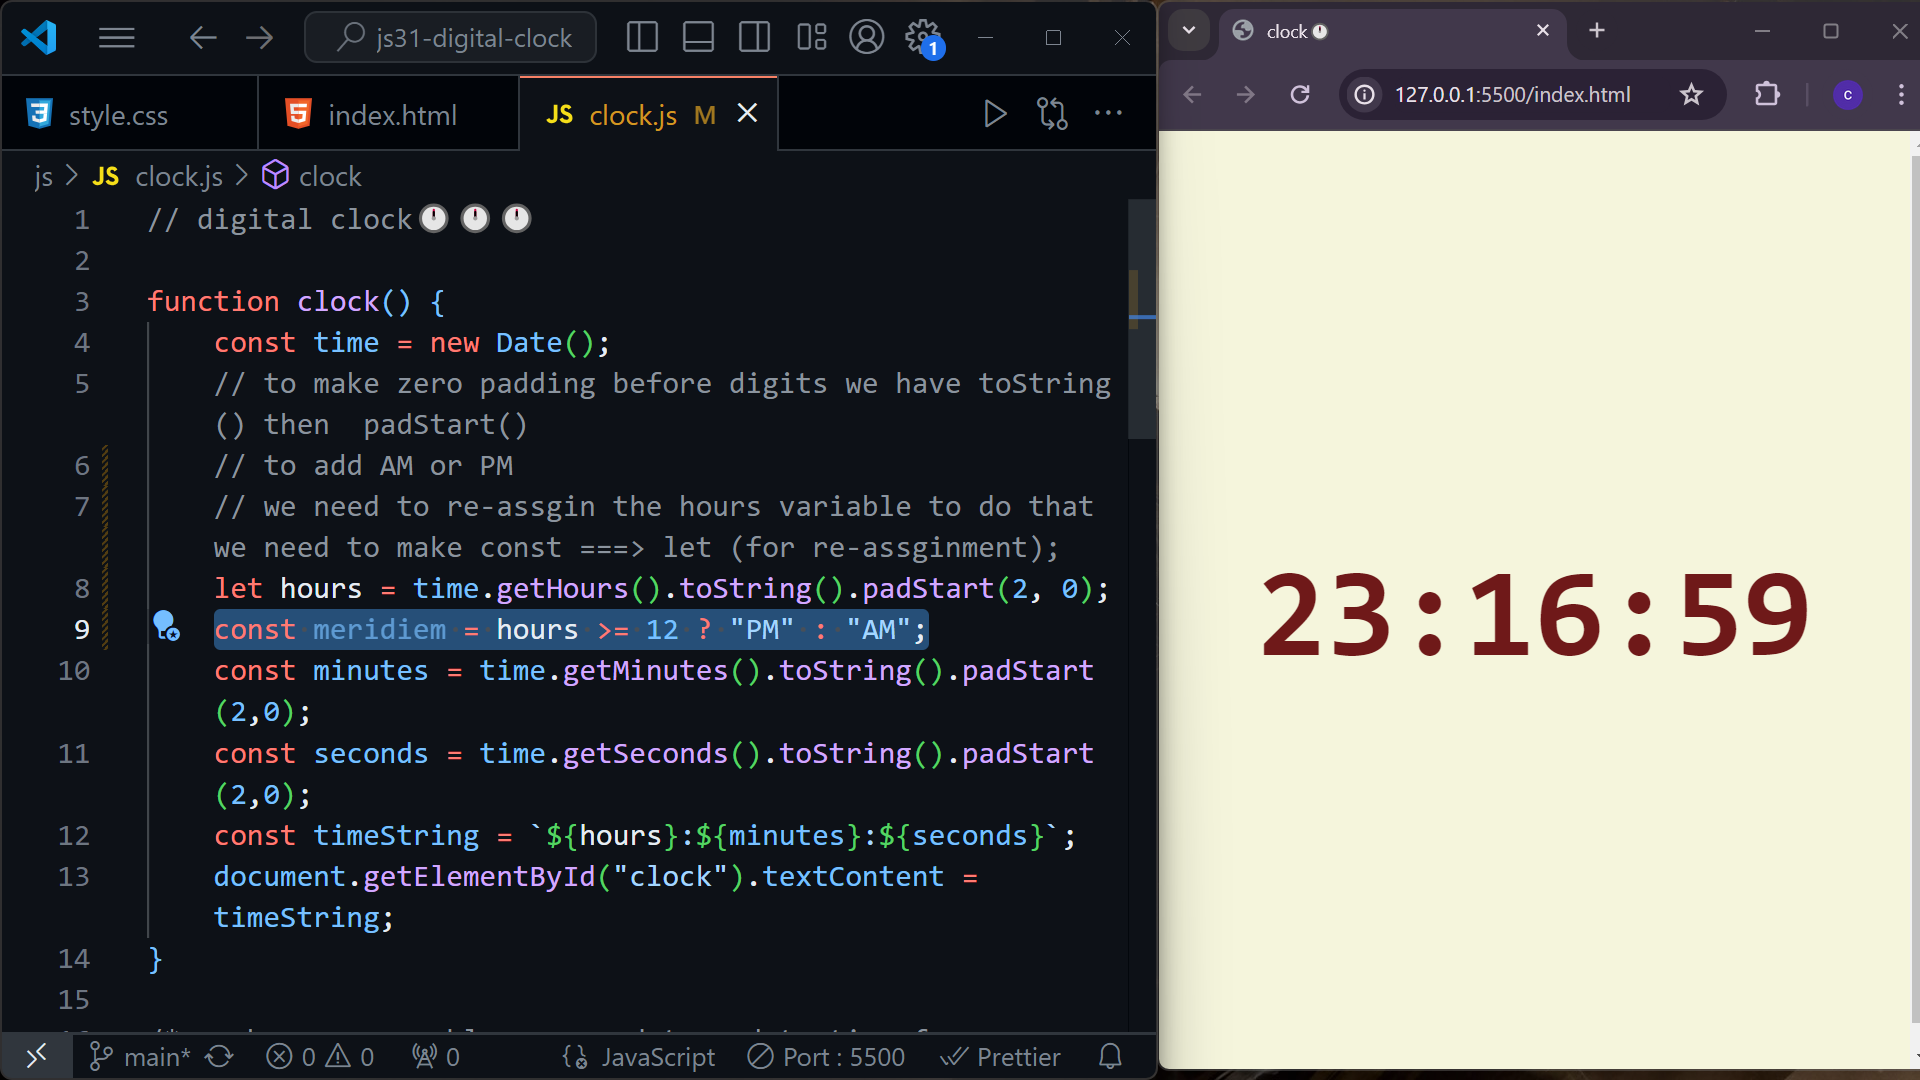 js31-digital-clock
1
style.css
index.html
JS clock.js M
js > JS clock.js > clock
1 // digital clock🕛🕛🕛
2
3 function clock() {
4 const time = new Date();
5 // to make zero padding before digits we have toString
() then  padStart()
6 // to add AM or PM
7 // we need to re-assgin the hours variable to do that
we need to make const ===> let (for re-assginment);
8 let hours = time.getHours().toString().padStart(2, 0);
9 const meridiem = hours >= 12 ? "PM" : "AM";
10 const minutes = time.getMinutes().toString().padStart
(2,0);
11 const seconds = time.getSeconds().toString().padStart
(2,0);
12 const timeString = `${hours}:${minutes}:${seconds}`;
13 document.getElementById("clock").textContent =
timeString;
14 }
15
main* 0 0 0 JavaScript Port : 5500 Prettier
clock🕛
127.0.0.1:5500/index.html
c
23:16:59